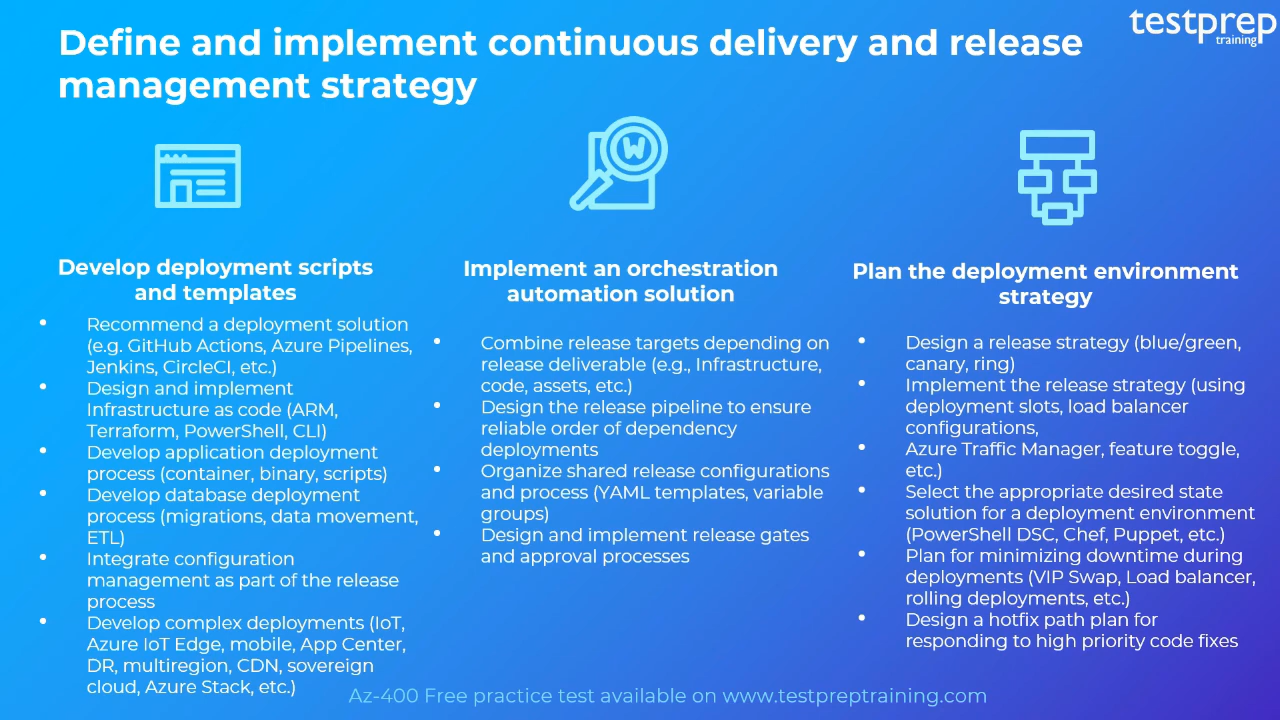 testprep
training
Define and implement continuous delivery and release
management strategy
W
Develop deployment scripts
and templates
• Recommend a deployment solution
(e.g. GitHub Actions, Azure Pipelines,
Jenkins, CircleCI, etc.)
• Design and implement
Infrastructure as code (ARM,
Terraform, PowerShell, CLI)
• Develop application deployment
process (container, binary, scripts)
• Develop database deployment
process (migrations, data movement,
ETL)
• Integrate configuration
management as part of the release
process
• Develop complex deployments (IoT,
Azure IoT Edge, mobile, App Center,
DR, multiregion, CDN, sovereign
cloud, Azure Stack, etc.)
Implement an orchestration
automation solution
• Combine release targets depending on
release deliverable (e.g., Infrastructure,
code, assets, etc.)
• Design the release pipeline to ensure
reliable order of dependency
deployments
• Organize shared release configurations
and process (YAML templates, variable
groups)
• Design and implement release gates
and approval processes
Plan the deployment environment
strategy
• Design a release strategy (blue/green,
canary, ring)
• Implement the release strategy (using
deployment slots, load balancer
configurations,
• Azure Traffic Manager, feature toggle,
etc.)
• Select the appropriate desired state
solution for a deployment environment
(PowerShell DSC, Chef, Puppet, etc.)
• Plan for minimizing downtime during
deployments (VIP Swap, Load balancer,
rolling deployments, etc.)
• Design a hotfix path plan for
responding to high priority code fixes
Az-400 Free practice test available on www.testpreptraining.com